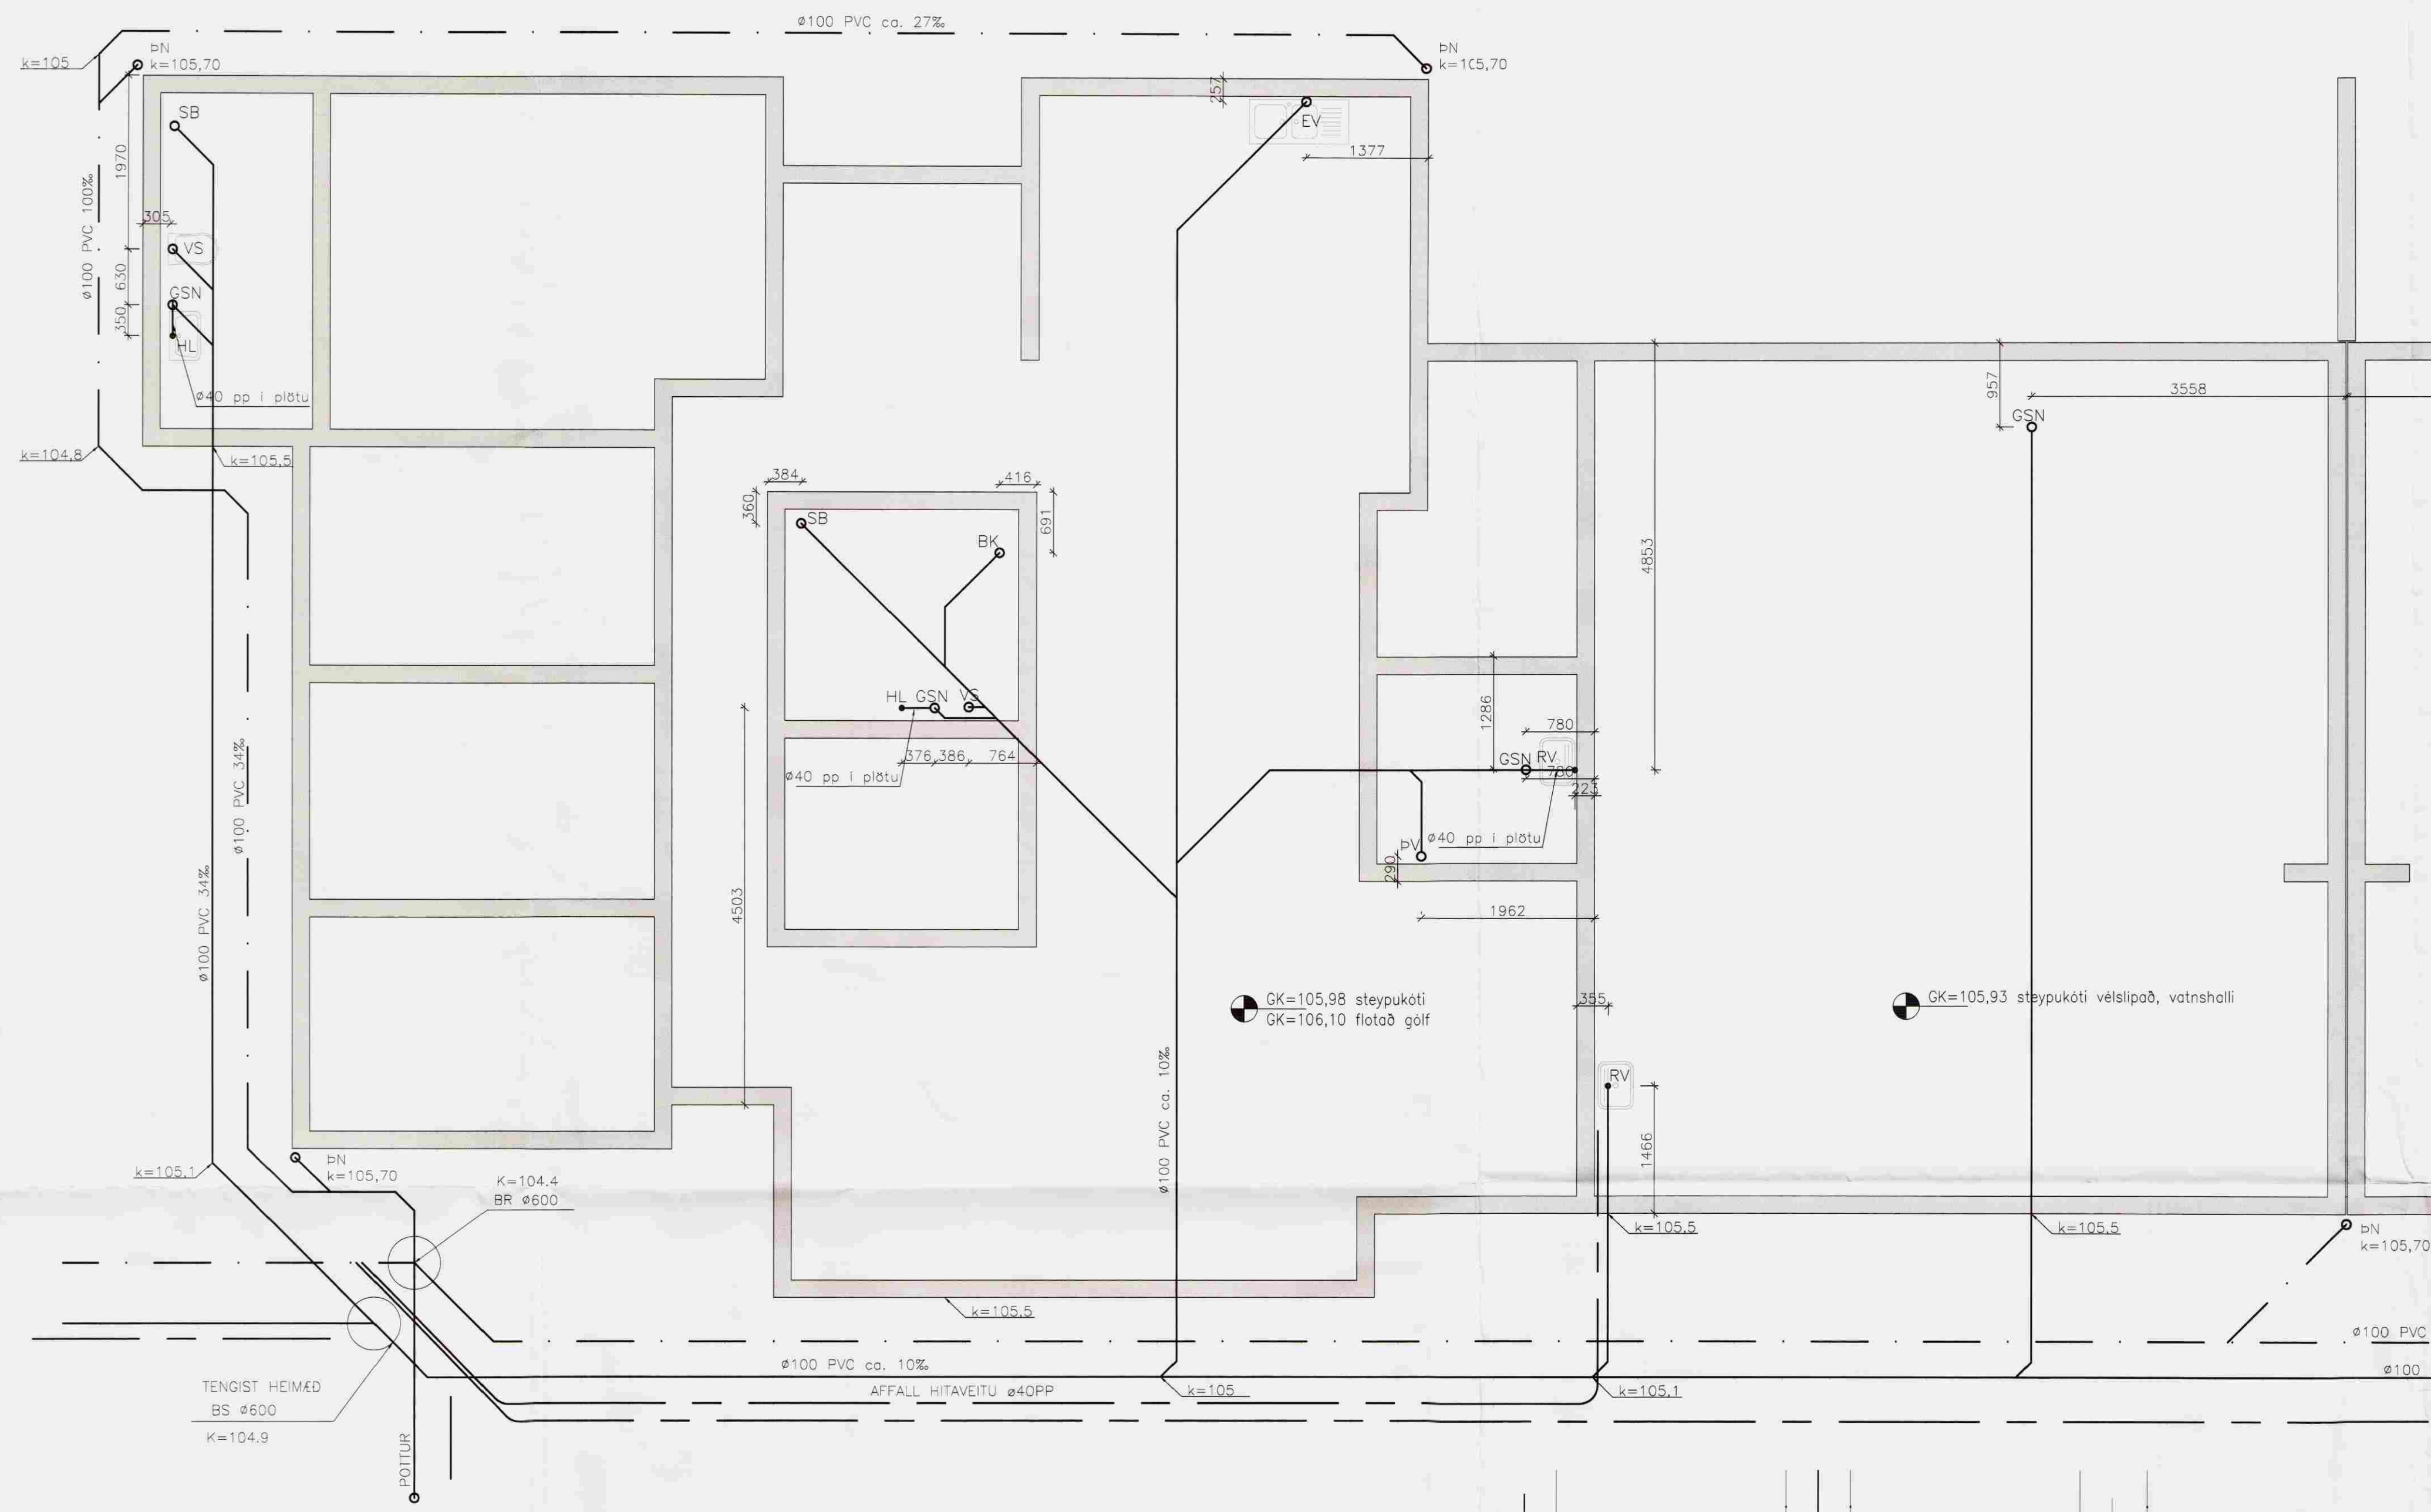 ø100 PVC ca. 27‰
k=105
ÞN
k=105,70
ÞN
k=105,70
SB
257
EV
1377
1970
ø100 PVC 100‰
305
VS
630
GSN
350
HL
ø40 pp í plötu
k=104.8
k=105.5
957
3558
GSN
384
416
360
SB
691
BK
4853
HL GSN VS
376 386 764
ø40 pp í plötu
1286
780
GSN RV
780
223
ø40 pp í plötu
ÞV
290
1962
ø100 PVC 34‰
ø100 PVC 34‰
4503
GK=105,98 steypukóti
GK=106,10 flotað gólf
355
GK=105,93 steypukóti vélslípað, vatnshalli
RV
ø100 PVC ca. 10‰
1466
k=105.1
ÞN
k=105,70
K=104.4
BR ø600
k=105.5
k=105.5
ÞN
k=105,70
k=105.5
ø100 PVC
ø100 PVC ca. 10‰
ø100
TENGIST HEIMÆÐ
BS ø600
K=104.9
AFFALL HITAVEITU ø40PP
k=105
k=105.1
POTTUR